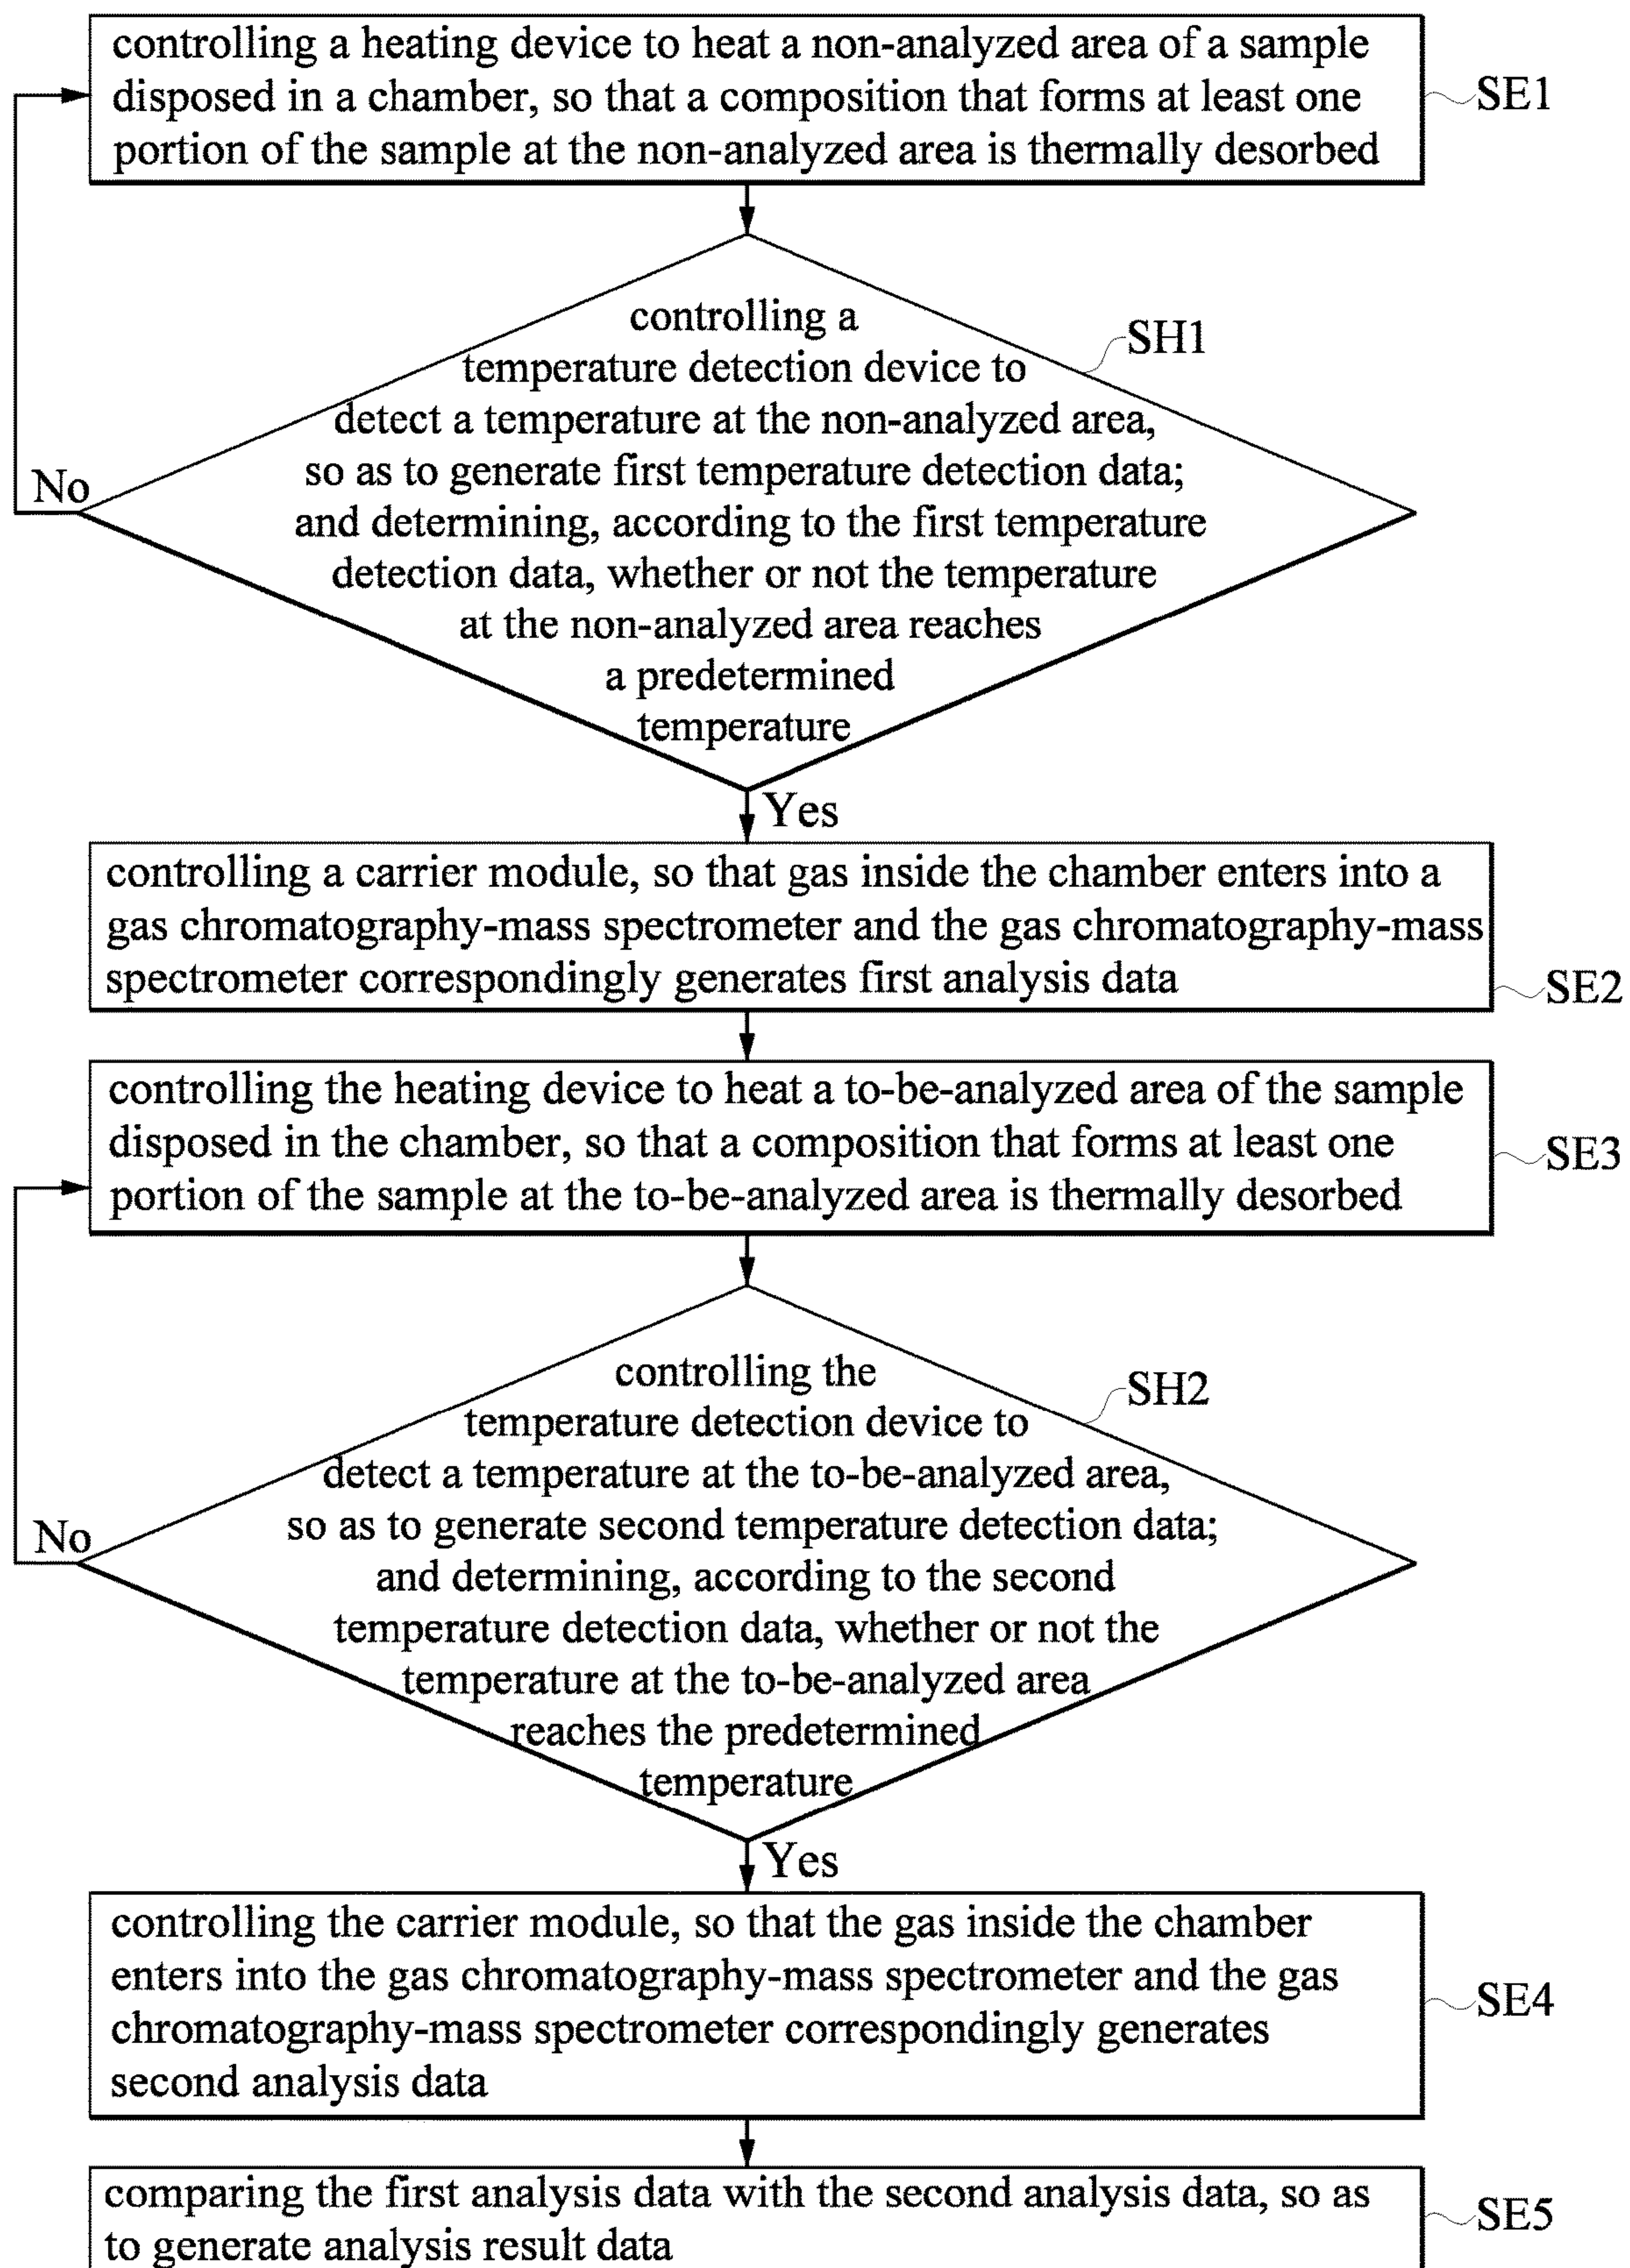 controlling a heating device to heat a non-analyzed area of a sample
disposed in a chamber, so that a composition that forms at least one
portion of the sample at the non-analyzed area is thermally desorbed
SE1
controlling a
temperature detection device to
detect a temperature at the non-analyzed area,
so as to generate first temperature detection data;
and determining, according to the first temperature
detection data, whether or not the temperature
at the non-analyzed area reaches
a predetermined
temperature
SH1
No
Yes
controlling a carrier module, so that gas inside the chamber enters into a
gas chromatography-mass spectrometer and the gas chromatography-mass
spectrometer correspondingly generates first analysis data
SE2
controlling the heating device to heat a to-be-analyzed area of the sample
disposed in the chamber, so that a composition that forms at least one
portion of the sample at the to-be-analyzed area is thermally desorbed
SE3
controlling the
temperature detection device to
detect a temperature at the to-be-analyzed area,
so as to generate second temperature detection data;
and determining, according to the second
temperature detection data, whether or not the
temperature at the to-be-analyzed area
reaches the predetermined
temperature
SH2
No
Yes
controlling the carrier module, so that the gas inside the chamber
enters into the gas chromatography-mass spectrometer and the gas
chromatography-mass spectrometer correspondingly generates
second analysis data
SE4
comparing the first analysis data with the second analysis data, so as
to generate analysis result data
SE5